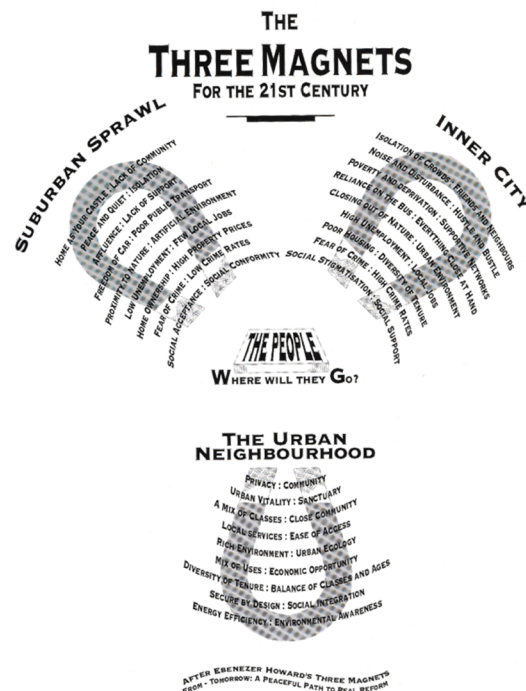 THE
THREE MAGNETS
FOR THE 21ST CENTURY
SUBURBAN SPRAWL
HOME AS YOUR CASTLE : LACK OF COMMUNITY
PEACE AND QUIET : ISOLATION
AFFLUENCE : LACK OF SUPPORT
FREEDOM OF CAR : POOR PUBLIC TRANSPORT
PROXIMITY TO NATURE : ARTIFICIAL ENVIRONMENT
LOW UNEMPLOYMENT : FEW LOCAL JOBS
HOME OWNERSHIP : HIGH PROPERTY PRICES
FEAR OF CRIME : LOW CRIME RATES
SOCIAL ACCEPTANCE : SOCIAL CONFORMITY
INNER CITY
ISOLATION OF CROWDS : FRIENDS AND NEIGHBOURS
NOISE AND DISTURBANCE : HUSTLE AND BUSTLE
POVERTY AND DEPRIVATION : SUPPORTIVE NETWORKS
RELIANCE ON THE BUS : EVERYTHING CLOSE AT HAND
CLOSING OUT OF NATURE : URBAN ENVIRONMENT
HIGH UNEMPLOYMENT : LOCAL JOBS
POOR HOUSING : DIVERSITY OF TENURE
FEAR OF CRIME : HIGH CRIME RATES
SOCIAL STIGMATISATION : SOCIAL SUPPORT
THE PEOPLE
WHERE WILL THEY GO?
THE URBAN
NEIGHBOURHOOD
PRIVACY : COMMUNITY
URBAN VITALITY : SANCTUARY
A MIX OF CLASSES : CLOSE COMMUNITY
LOCAL SERVICES : EASE OF ACCESS
RICH ENVIRONMENT : URBAN ECOLOGY
MIX OF USES : ECONOMIC OPPORTUNITY
DIVERSITY OF TENURE : BALANCE OF CLASSES AND AGES
SECURE BY DESIGN : SOCIAL INTEGRATION
ENERGY EFFICIENCY : ENVIRONMENTAL AWARENESS
AFTER EBENEZER HOWARD'S THREE MAGNETS
FROM - TOMORROW: A PEACEFUL PATH TO REAL REFORM